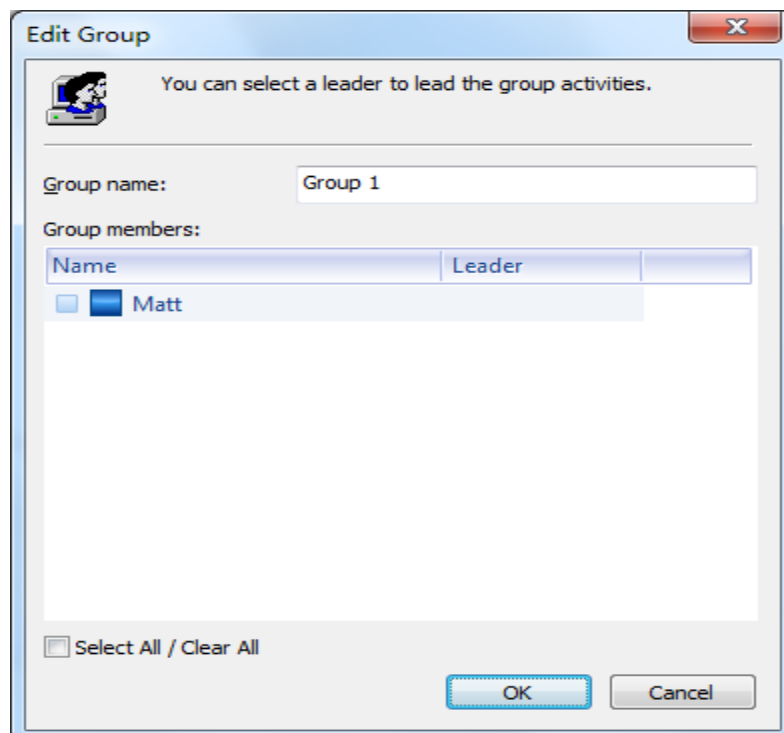 Edit Group
You can select a leader to lead the group activities.
Group name: Group 1
Group members:
Name Leader
Matt
Select All / Clear All
OK Cancel